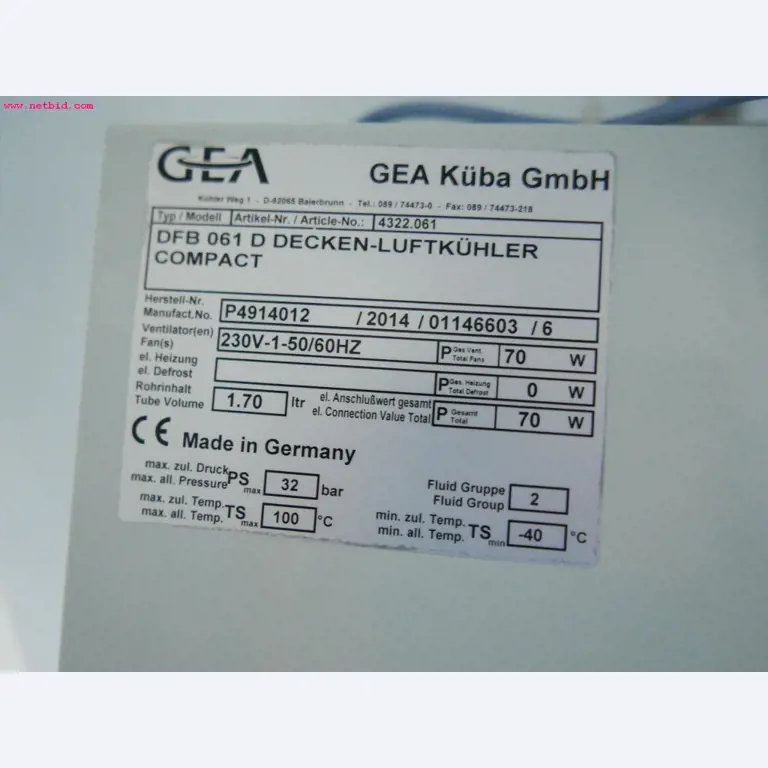 www.netbid.com
GEA GEA Küba GmbH
Kühler Weg 1 - D-82065 Baierbrunn - Tel.: 089 / 74473-0 - Fax: 089 / 74473-218
Typ / Modell Artikel-Nr. / Article-No.: 4322.061
DFB 061 D DECKEN-LUFTKÜHLER
COMPACT
Herstell-Nr.
Manufact.No. P4914012 / 2014 / 01146603 / 6
Ventilator(en)
Fan(s) 230V-1-50/60HZ P Ges. Vent. Total Fans 70 W
el. Heizung
el. Defrost P Ges. Heizung Total Defrost 0 W
Rohrinhalt
Tube Volume 1.70 ltr
el. Anschlußwert gesamt
el. Connection Value Total P Gesamt Total 70 W
CE Made in Germany
max. zul. Druck
max. all. Pressure PS max 32 bar
Fluid Gruppe
Fluid Group 2
max. zul. Temp.
max. all. Temp. TS max 100 °C
min. zul. Temp.
min. all. Temp. TS min -40 °C